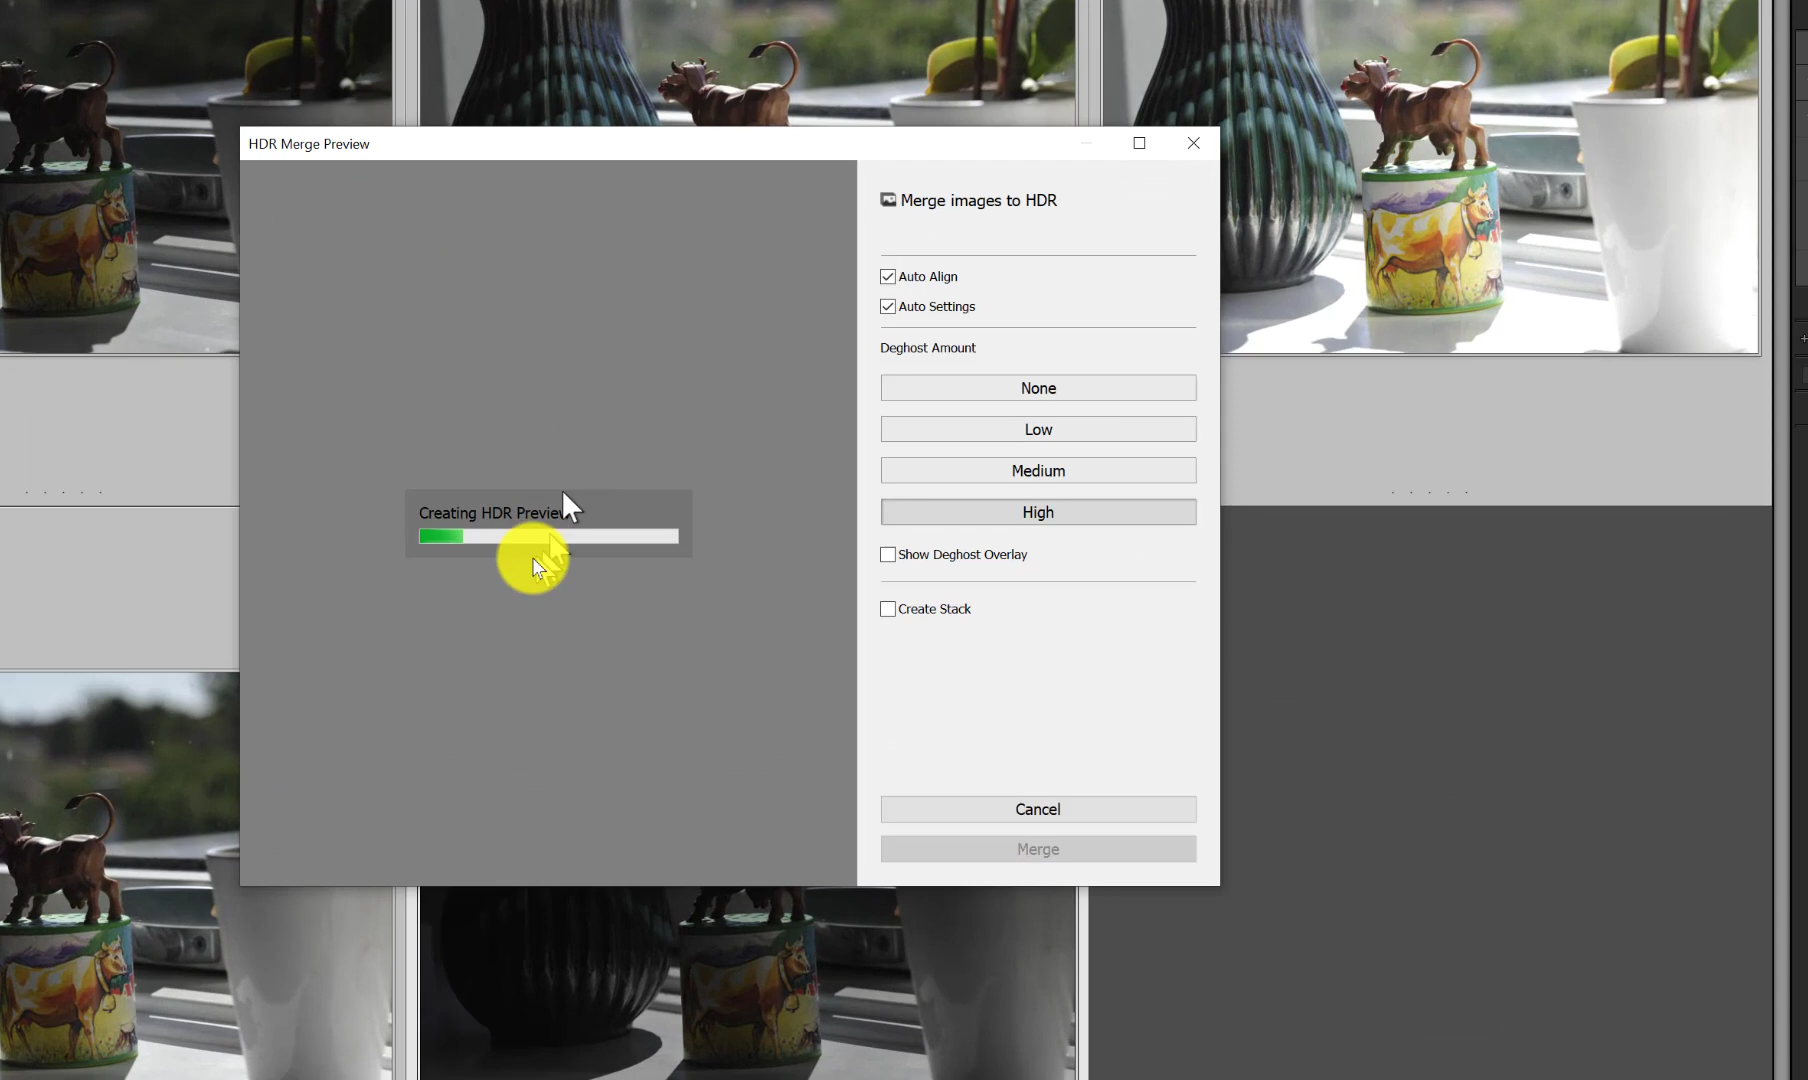 HDR Merge Preview
Merge images to HDR
Auto Align
Auto Settings
Deghost Amount
None
Low
Medium
High
Creating HDR Preview
Show Deghost Overlay
Create Stack
Cancel
Merge